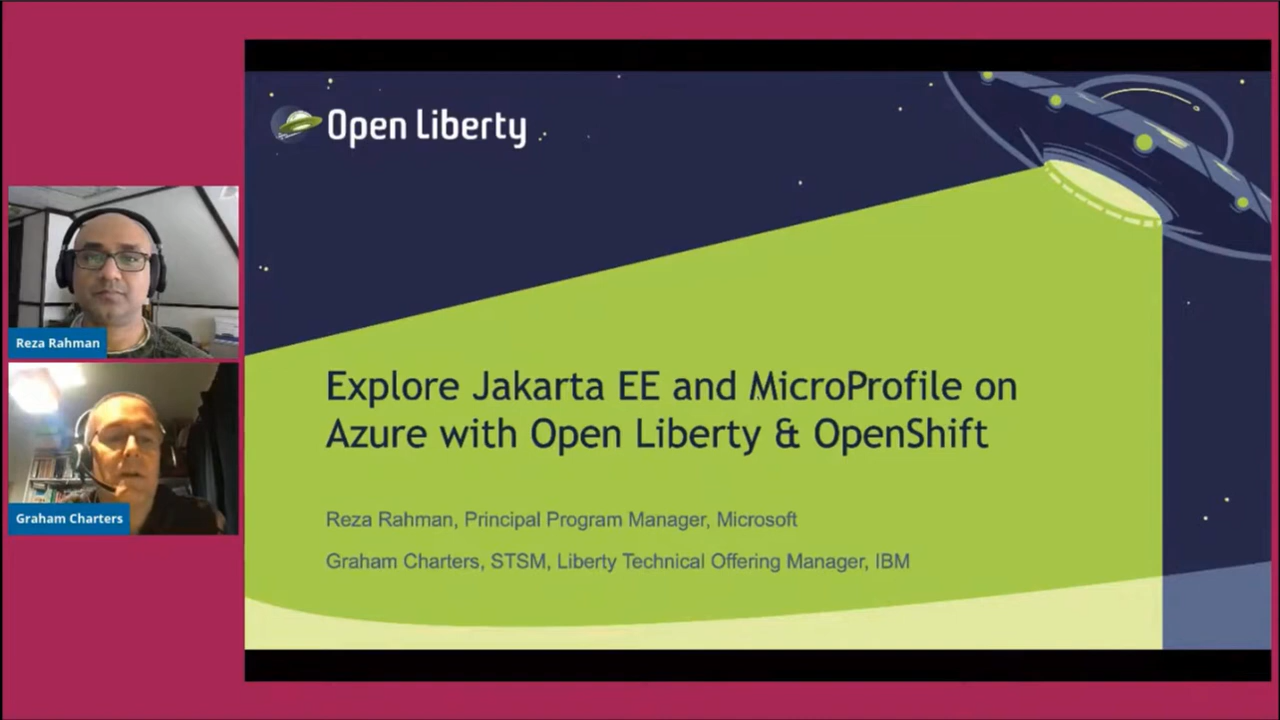 Open Liberty
Reza Rahman
Graham Charters
Explore Jakarta EE and MicroProfile on
Azure with Open Liberty & OpenShift
Reza Rahman, Principal Program Manager, Microsoft
Graham Charters, STSM, Liberty Technical Offering Manager, IBM